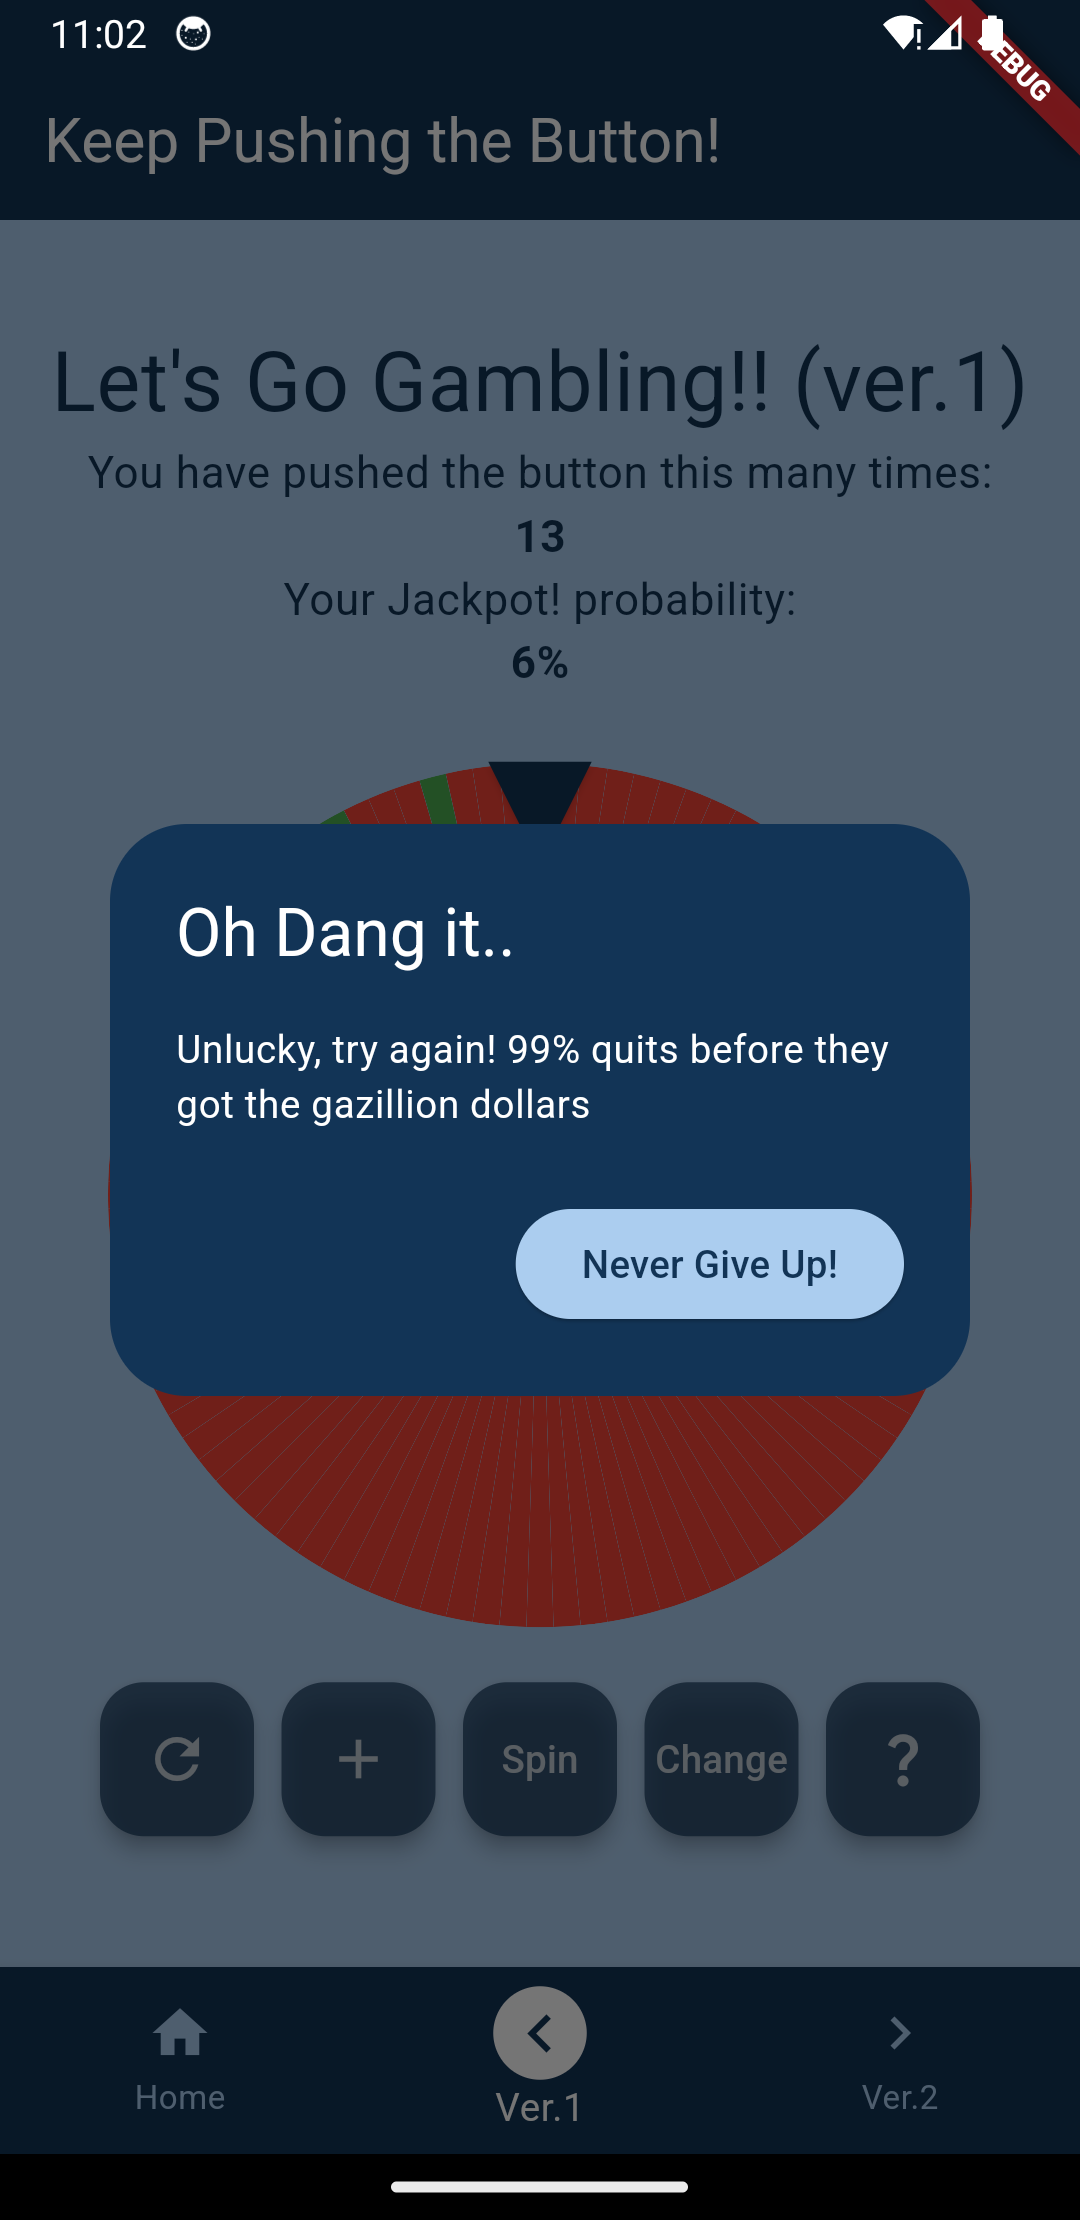 11:02
EBUG
Keep Pushing the Button!
Let's Go Gambling!! (ver.1)
You have pushed the button this many times:
13
Your Jackpot! probability:
6%
Oh Dang it..
Unlucky, try again! 99% quits before they
got the gazillion dollars
Never Give Up!
Spin
Change
?
Home
Ver.1
Ver.2